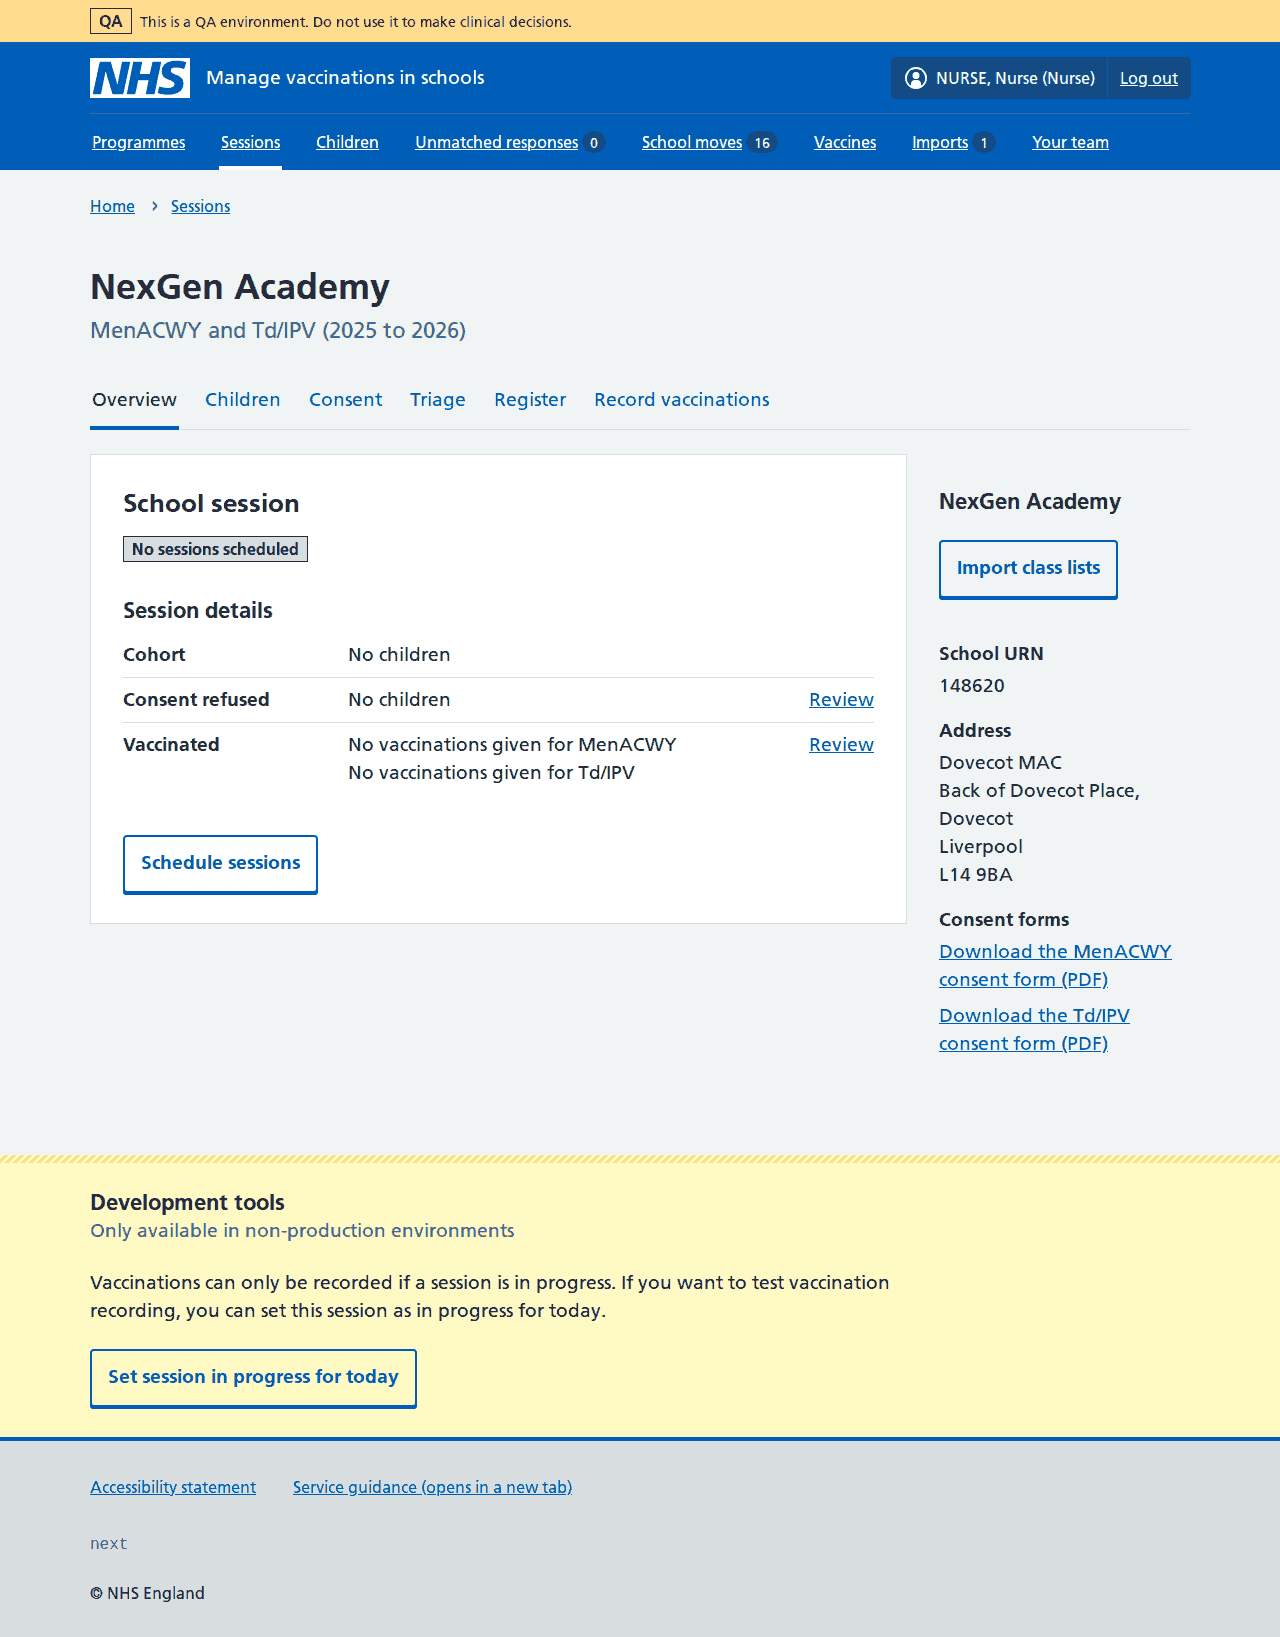 QA This is a QA environment. Do not use it to make clinical decisions.
NHS Manage vaccinations in schools NURSE, Nurse (Nurse) Log out
Programmes Sessions Children Unmatched responses 0 School moves 16 Vaccines Imports 1 Your team
Home › Sessions
NexGen Academy
MenACWY and Td/IPV (2025 to 2026)
Overview Children Consent Triage Register Record vaccinations
School session
No sessions scheduled
Session details
Cohort No children
Consent refused No children Review
Vaccinated No vaccinations given for MenACWY Review
No vaccinations given for Td/IPV
Schedule sessions
NexGen Academy
Import class lists
School URN
148620
Address
Dovecot MAC
Back of Dovecot Place,
Dovecot
Liverpool
L14 9BA
Consent forms
Download the MenACWY
consent form (PDF)
Download the Td/IPV
consent form (PDF)
Development tools
Only available in non-production environments
Vaccinations can only be recorded if a session is in progress. If you want to test vaccination
recording, you can set this session as in progress for today.
Set session in progress for today
Accessibility statement Service guidance (opens in a new tab)
next
© NHS England